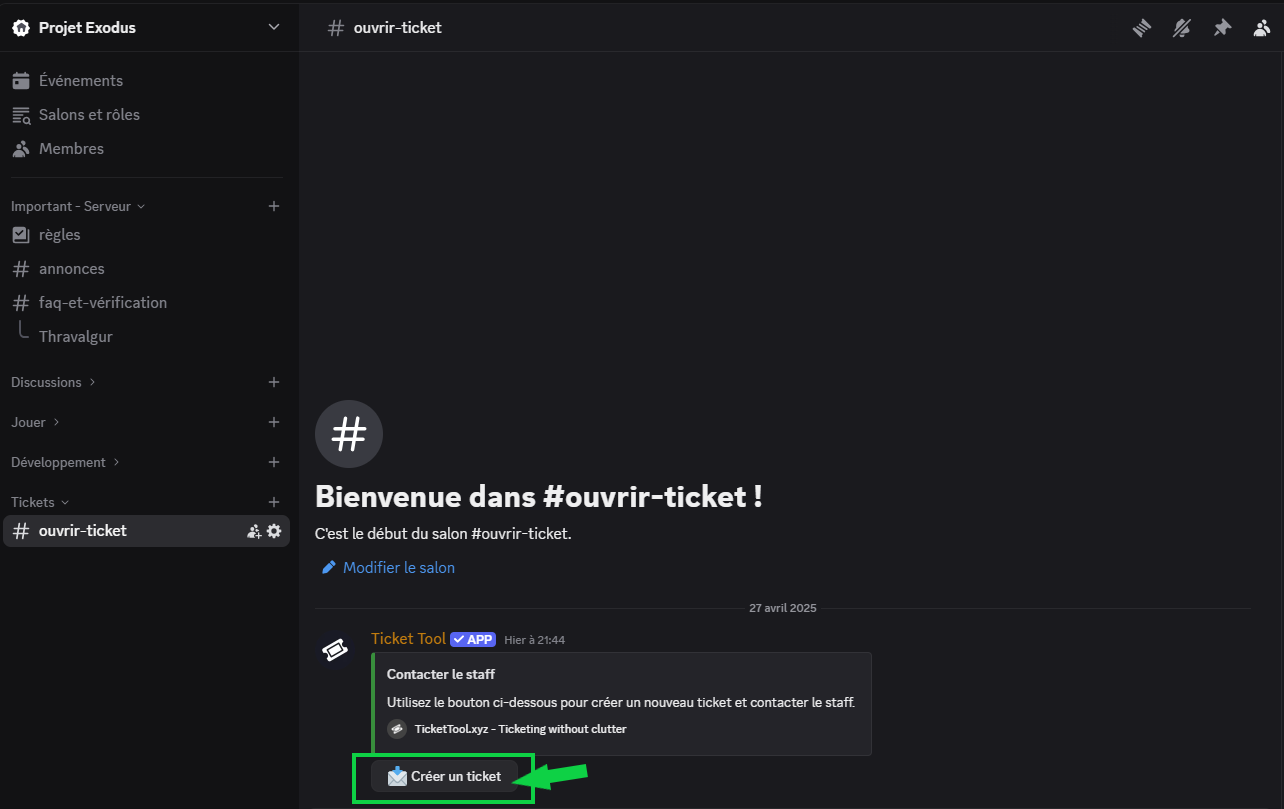 Projet Exodus
ouvrir-ticket
Événements
Salons et rôles
Membres
Important - Serveur
règles
annonces
faq-et-vérification
Thravalgur
Discussions
Jouer
Développement
Tickets
ouvrir-ticket
Bienvenue dans #ouvrir-ticket !
C'est le début du salon #ouvrir-ticket.
Modifier le salon
27 avril 2025
Ticket Tool APP Hier à 21:44
Contacter le staff
Utilisez le bouton ci-dessous pour créer un nouveau ticket et contacter le staff.
TicketTool.xyz - Ticketing without clutter
Créer un ticket